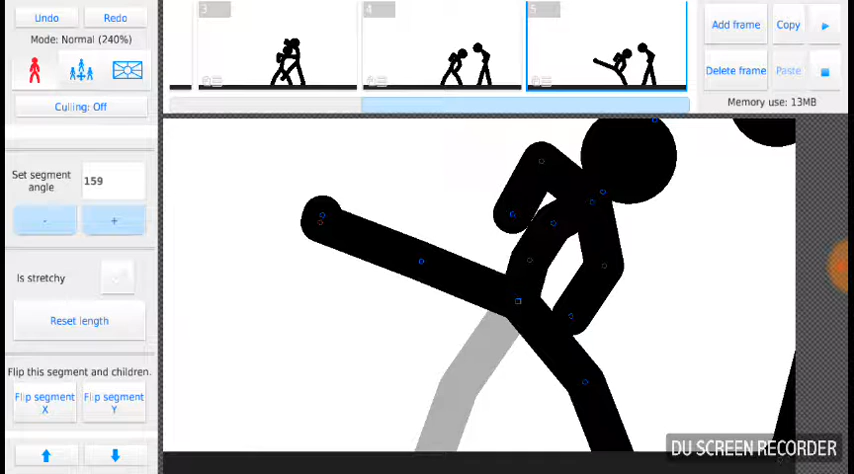 Undo
Redo
Mode: Normal (240%)
Culling: Off
Set segment
angle
159
-
+
Is stretchy
Reset length
Flip this segment and children.
Flip segment
X
Flip segment
Y
3
4
5
Add frame
Copy
Delete frame
Paste
Memory use: 13MB
DU SCREEN RECORDER